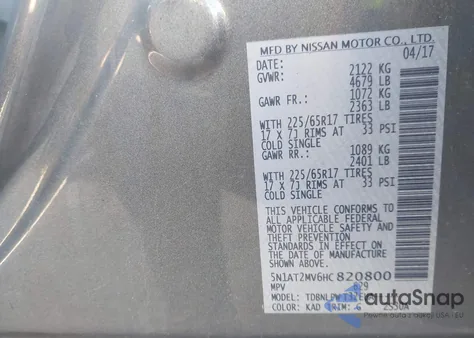 MFD BY NISSAN MOTOR CO., LTD.
DATE: 04/17
GVWR: 2122 KG
4679 LB
GAWR FR.: 1072 KG
2363 LB
WITH 225/65R17 TIRES
17 X 7J RIMS AT 33 PSI
COLD SINGLE
GAWR RR.: 1089 KG
2401 LB
WITH 225/65R17 TIRES
17 X 7J RIMS AT 33 PSI
COLD SINGLE
THIS VEHICLE CONFORMS TO
ALL APPLICABLE FEDERAL
MOTOR VEHICLE SAFETY
STANDARDS IN EFFECT ON
THE DATE OF MANUFACTURE
SHOWN ABOVE
5N1AT2MV6HC 820800
MPV
MODEL:
COLOR: KAD TRIM: G
autoSnap
.US/.CA/.EU